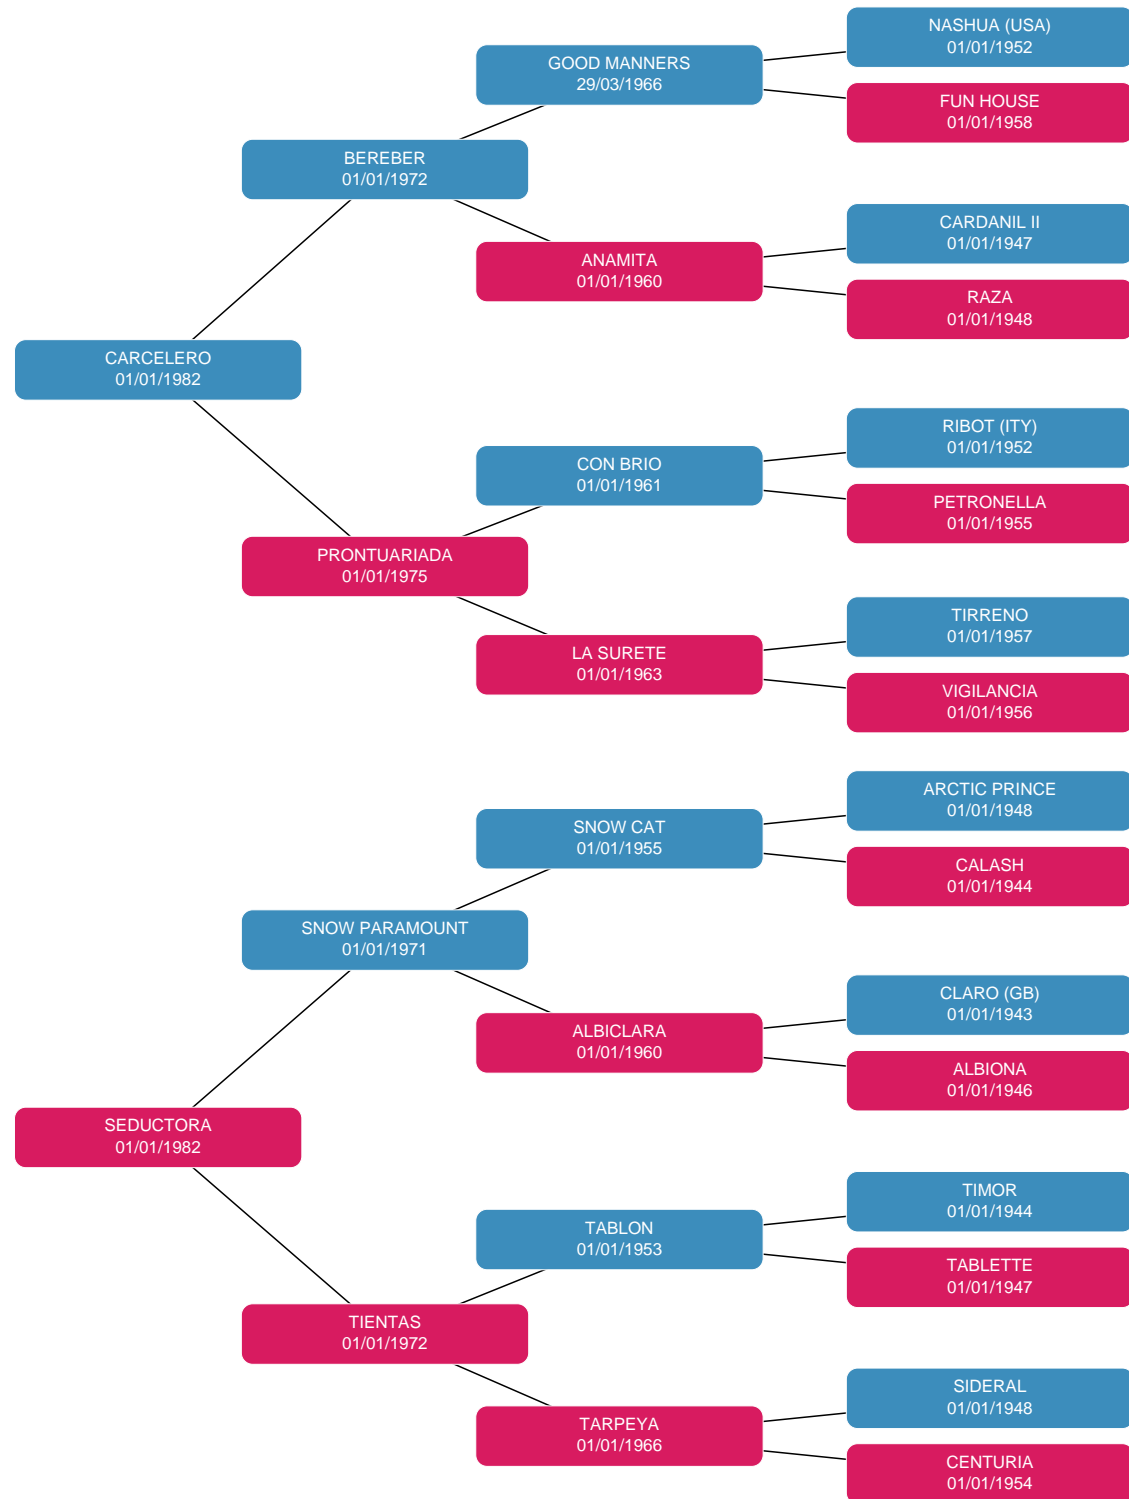 NASHUA (USA)
01/01/1952
GOOD MANNERS
29/03/1966
FUN HOUSE
01/01/1958
BEREBER
01/01/1972
CARDANIL II
01/01/1947
ANAMITA
01/01/1960
RAZA
01/01/1948
CARCELERO
01/01/1982
RIBOT (ITY)
01/01/1952
CON BRIO
01/01/1961
PETRONELLA
01/01/1955
PRONTUARIADA
01/01/1975
TIRRENO
01/01/1957
LA SURETE
01/01/1963
VIGILANCIA
01/01/1956
ARCTIC PRINCE
01/01/1948
SNOW CAT
01/01/1955
CALASH
01/01/1944
SNOW PARAMOUNT
01/01/1971
CLARO (GB)
01/01/1943
ALBICLARA
01/01/1960
ALBIONA
01/01/1946
SEDUCTORA
01/01/1982
TIMOR
01/01/1944
TABLON
01/01/1953
TABLETTE
01/01/1947
TIENTAS
01/01/1972
SIDERAL
01/01/1948
TARPEYA
01/01/1966
CENTURIA
01/01/1954